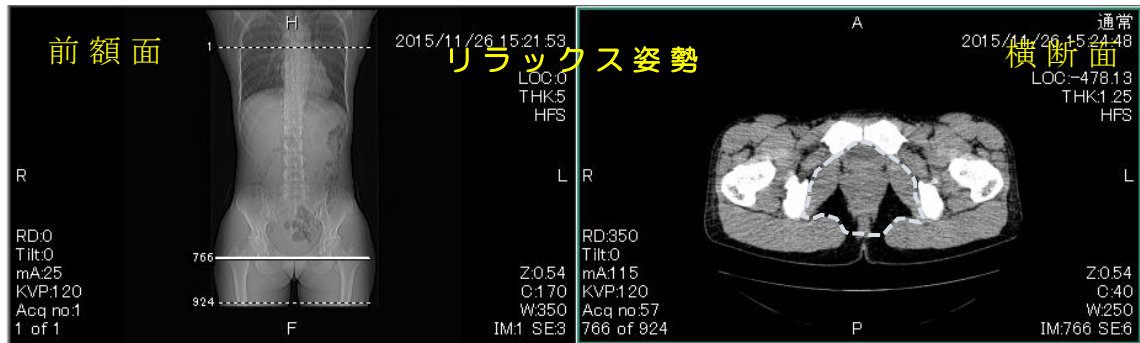 前額面
リラックス姿勢
横断面
H
1
2015/11/26 15:21:53
LOC:0
THK:5
HFS
R
L
RD:0
Tilt:0
mA:25
KVP:120
Acq no:1
1 of 1
766
924
F
Z:0.54
C:170
W:350
IM:1 SE:3
A
通常
2015/11/26 15:24:48
LOC:-478.13
THK:1.25
HFS
R
L
RD:350
Tilt:0
mA:115
KVP:120
Acq no:57
766 of 924
P
Z:0.54
C:40
W:250
IM:766 SE:6